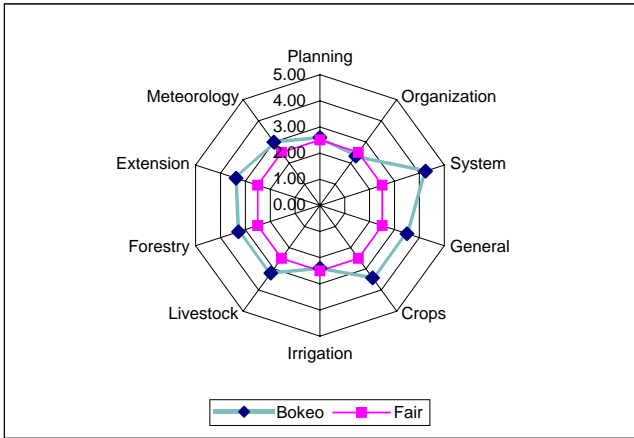 Planning
5.00
Meteorology
Organization
4.00
3.00
Extension
2.00
System
1.00
0.00
Forestry
General
Livestock
Crops
Irrigation
Bokeo
Fair